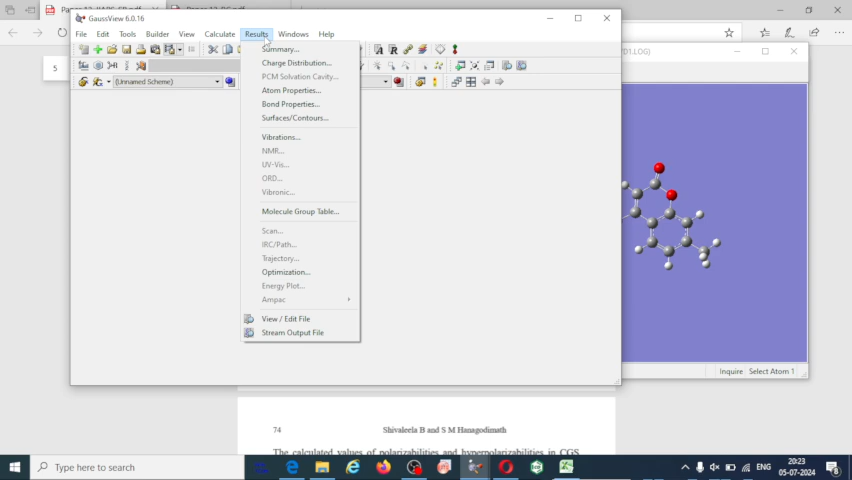 GaussView 6.0.16
File Edit Tools Builder View Calculate Results Windows Help
(Unnamed Scheme)
Summary...
Charge Distribution...
PCM Solvation Cavity...
Atom Properties...
Bond Properties...
Surfaces/Contours...
Vibrations...
NMR...
UV-Vis...
ORD...
Vibronic...
Molecule Group Table...
Scan...
IRC/Path...
Trajectory...
Optimization...
Energy Plot...
Ampac
View / Edit File
Stream Output File
5
D1.LOG)
Inquire Select Atom 1
74 Shivaleela B and S M Hanagodimath
The calculated values of polarizabilities and hyperpolarizabilities in CGS
Type here to search
ENG
20:23
05-07-2024